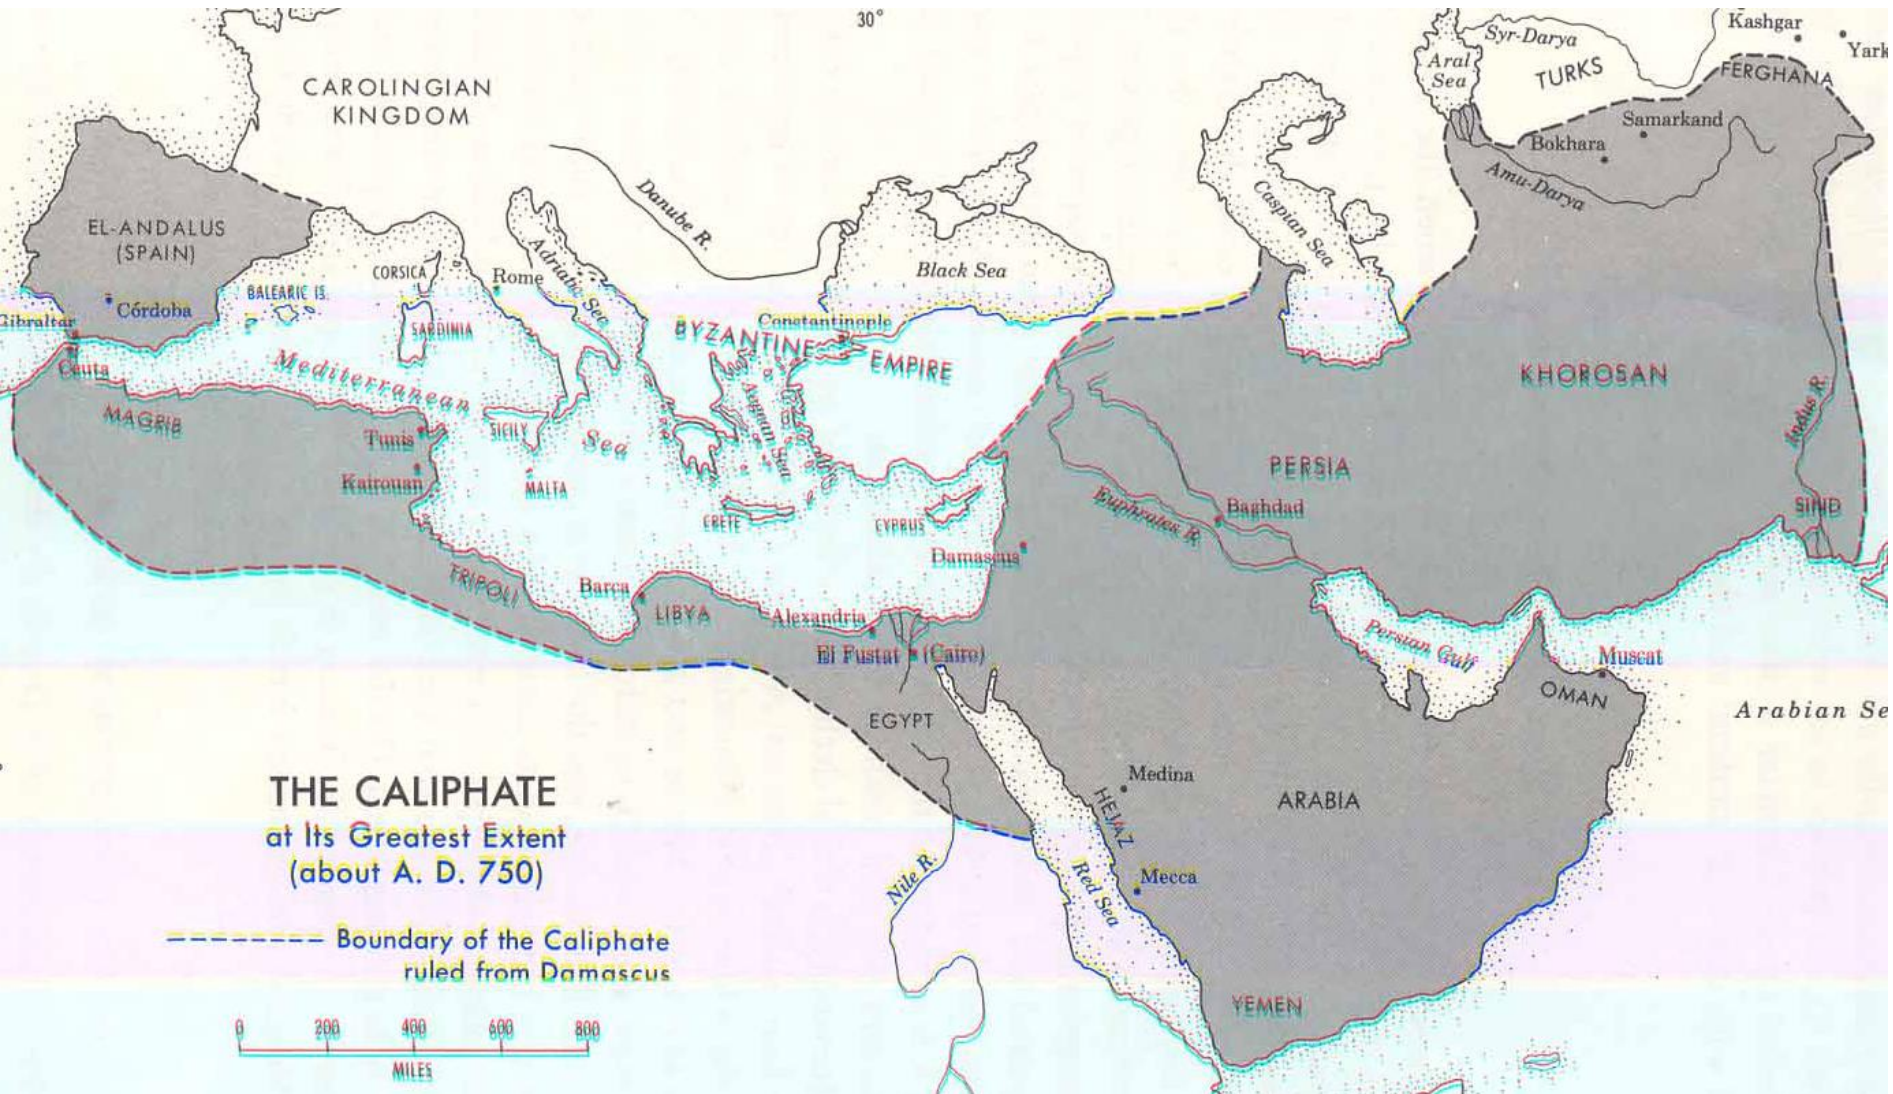 30°
Kashgar
Yark
Syr-Darya
Aral
Sea
TURKS
FERGHANA
CAROLINGIAN
KINGDOM
Samarkand
Bokhara
Amu-Darya
Danube R.
Caspian Sea
EL-ANDALUS
(SPAIN)
Adriatic Sea
CORSICA
Rome
Black Sea
BALEARIC IS.
Córdoba
Gibraltar
SARDINIA
Constantinople
BYZANTINE
EMPIRE
Ceuta
Mediterranean
Sea
KHOROSAN
Aegean Sea
Indus R.
MAGRIB
Tunis
SICILY
PERSIA
Kairouan
MALTA
CRETE
CYPRUS
Euphrates R.
Baghdad
SIND
Damascus
TRIPOLI
Barca
LIBYA
Alexandria
El Fustat (Cairo)
Persian Gulf
Muscat
OMAN
Arabian Se
EGYPT
Medina
HEJAZ
ARABIA
Mecca
Red Sea
Nile R.
YEMEN
THE CALIPHATE
at Its Greatest Extent
(about A. D. 750)
Boundary of the Caliphate
ruled from Damascus
0 200 400 600 800
MILES